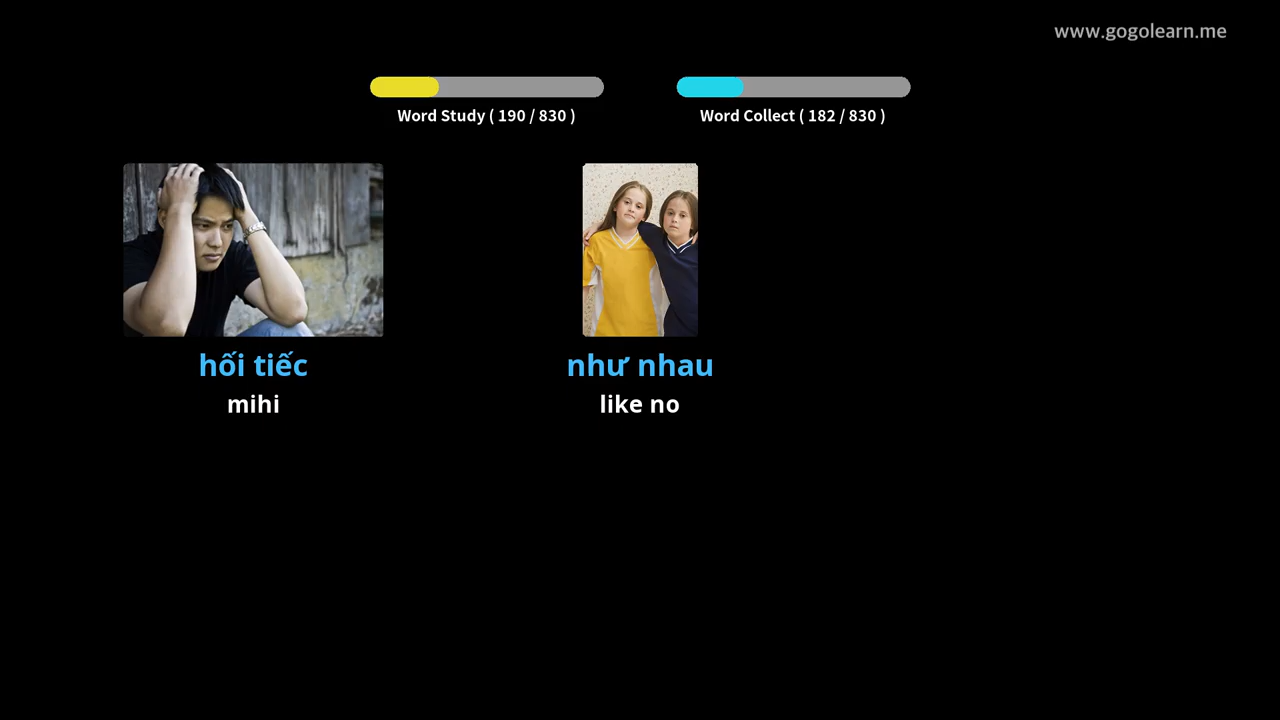 www.gogolearn.me
Word Study ( 190 / 830 )
Word Collect ( 182 / 830 )
hối tiếc
mihi
như nhau
like no